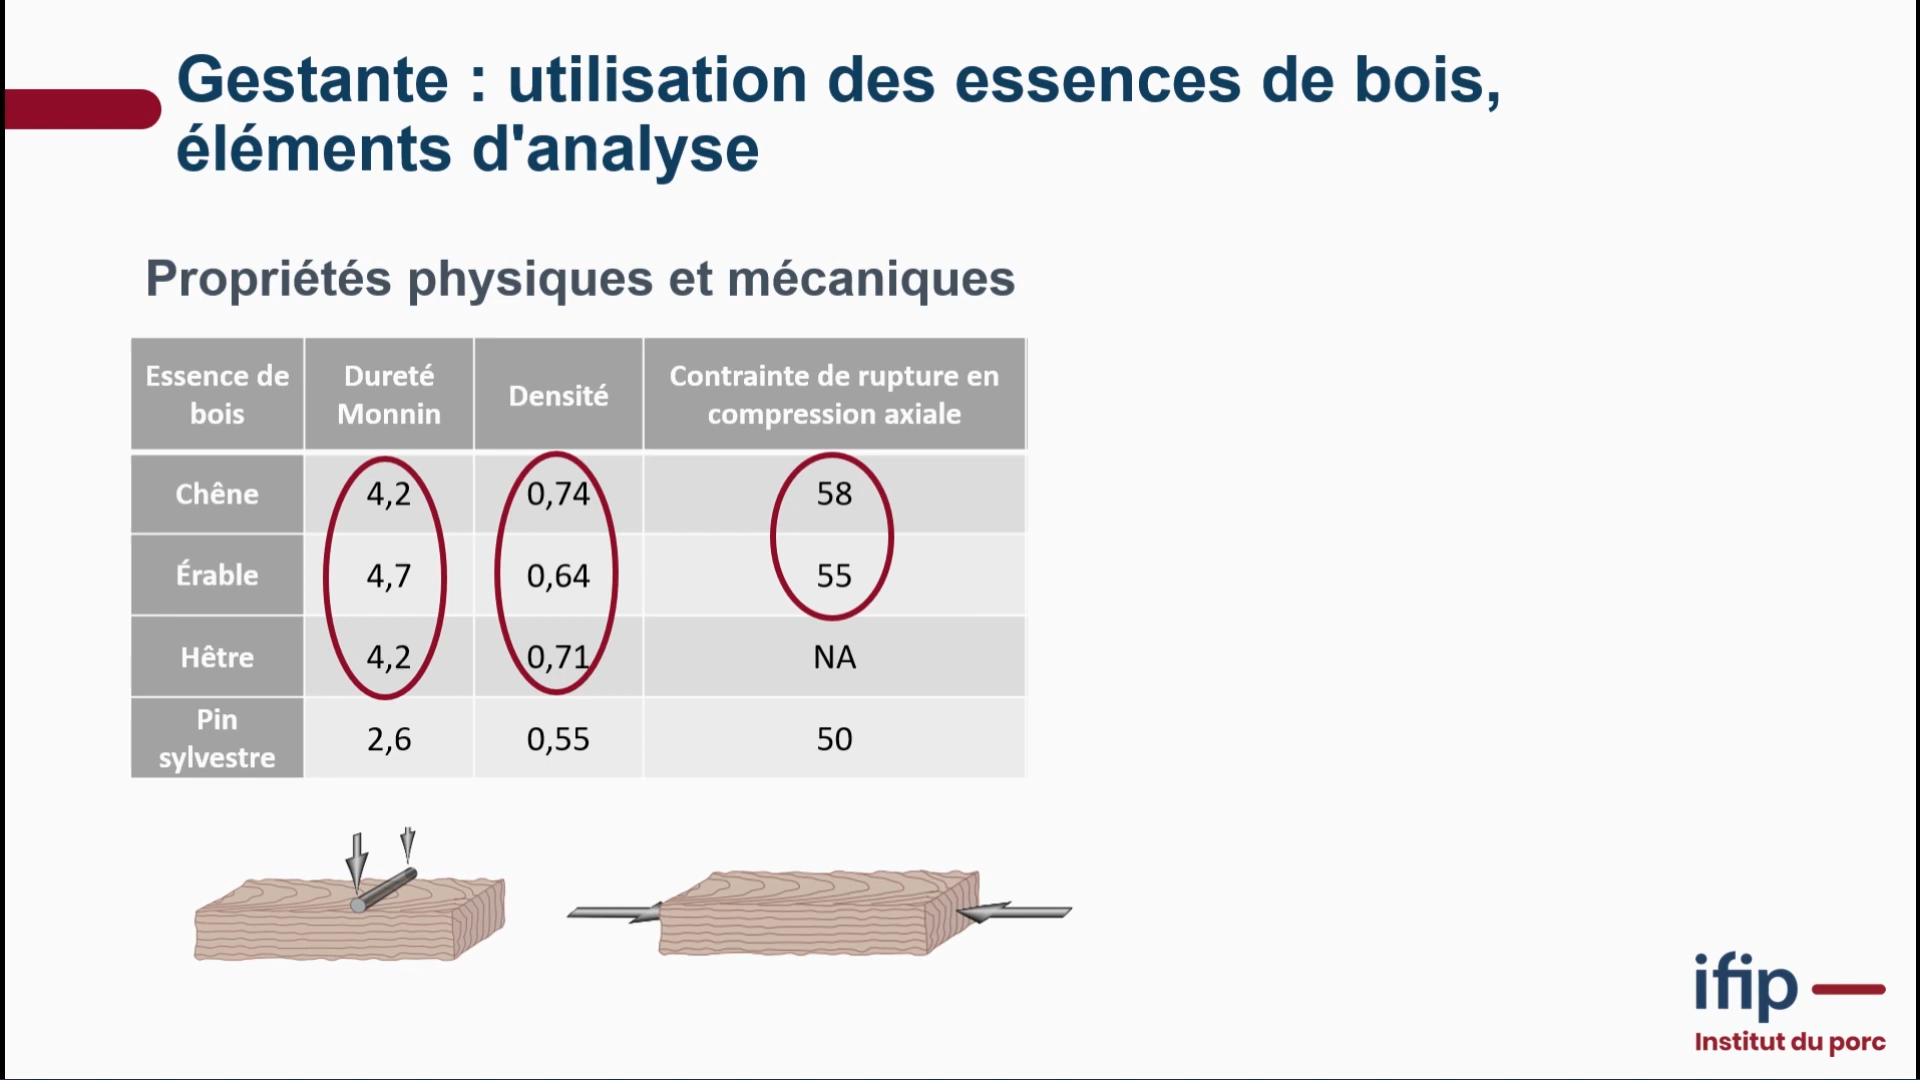 Gestante : utilisation des essences de bois,
éléments d'analyse
Propriétés physiques et mécaniques
Essence de bois
Dureté Monnin
Densité
Contrainte de rupture en compression axiale
Chêne 4,2 0,74 58
Érable 4,7 0,64 55
Hêtre 4,2 0,71 NA
Pin sylvestre 2,6 0,55 50
ifip
Institut du porc